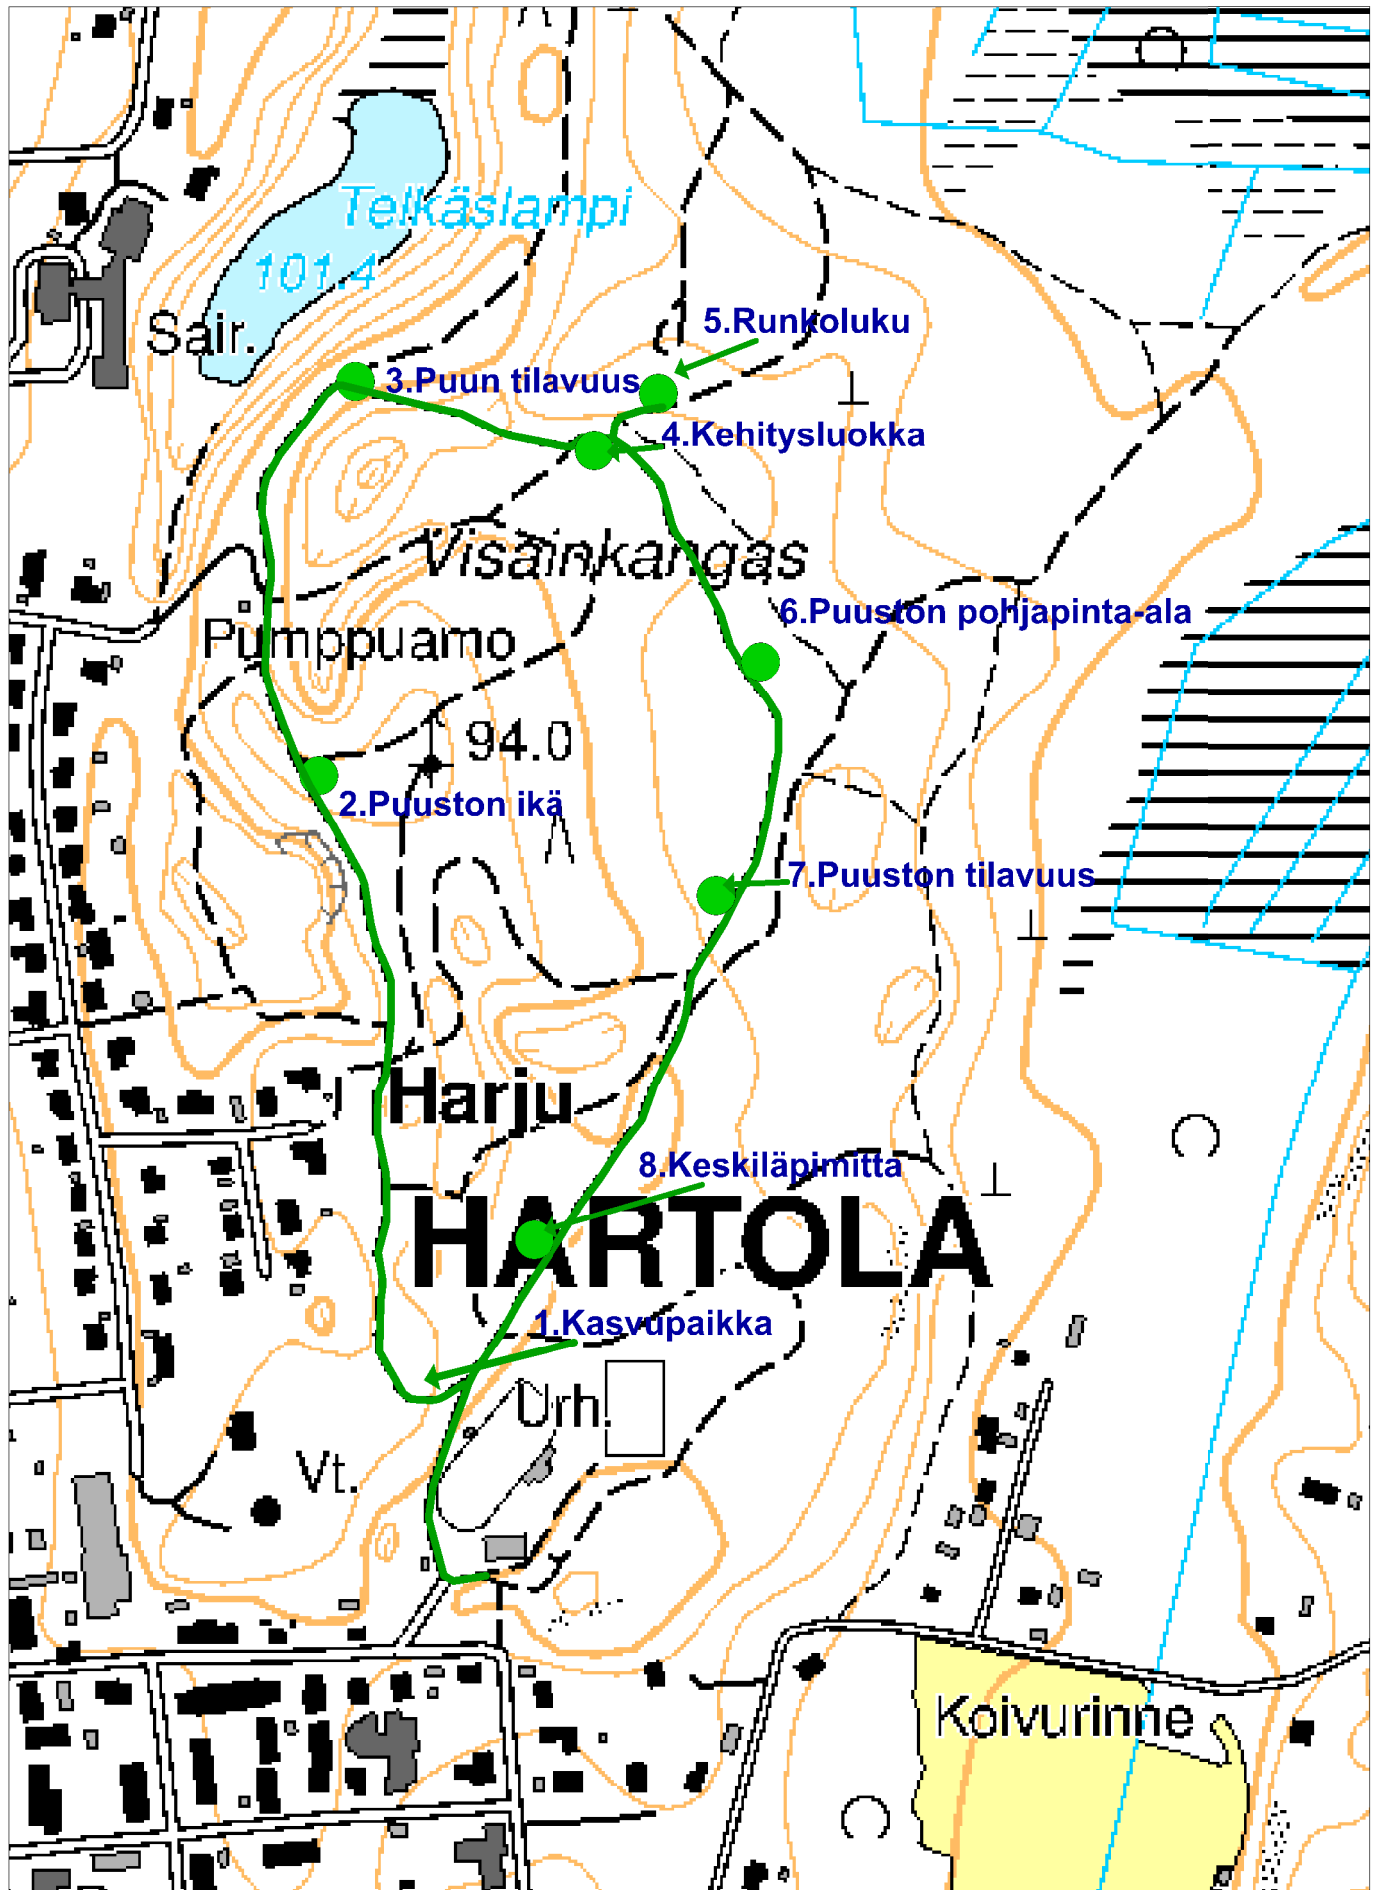 Telkäslampi
101.4
Sair.
5.Runkoluku
3.Puun tilavuus
4.Kehitysluokka
Visainkangas
6.Puuston pohjapinta-ala
Pumppuamo
94.0
2.Puuston ikä
7.Puuston tilavuus
Harju
8.Keskiläpimitta
HARTOLA
1.Kasvupaikka
Urh.
Vt.
Koivurinne